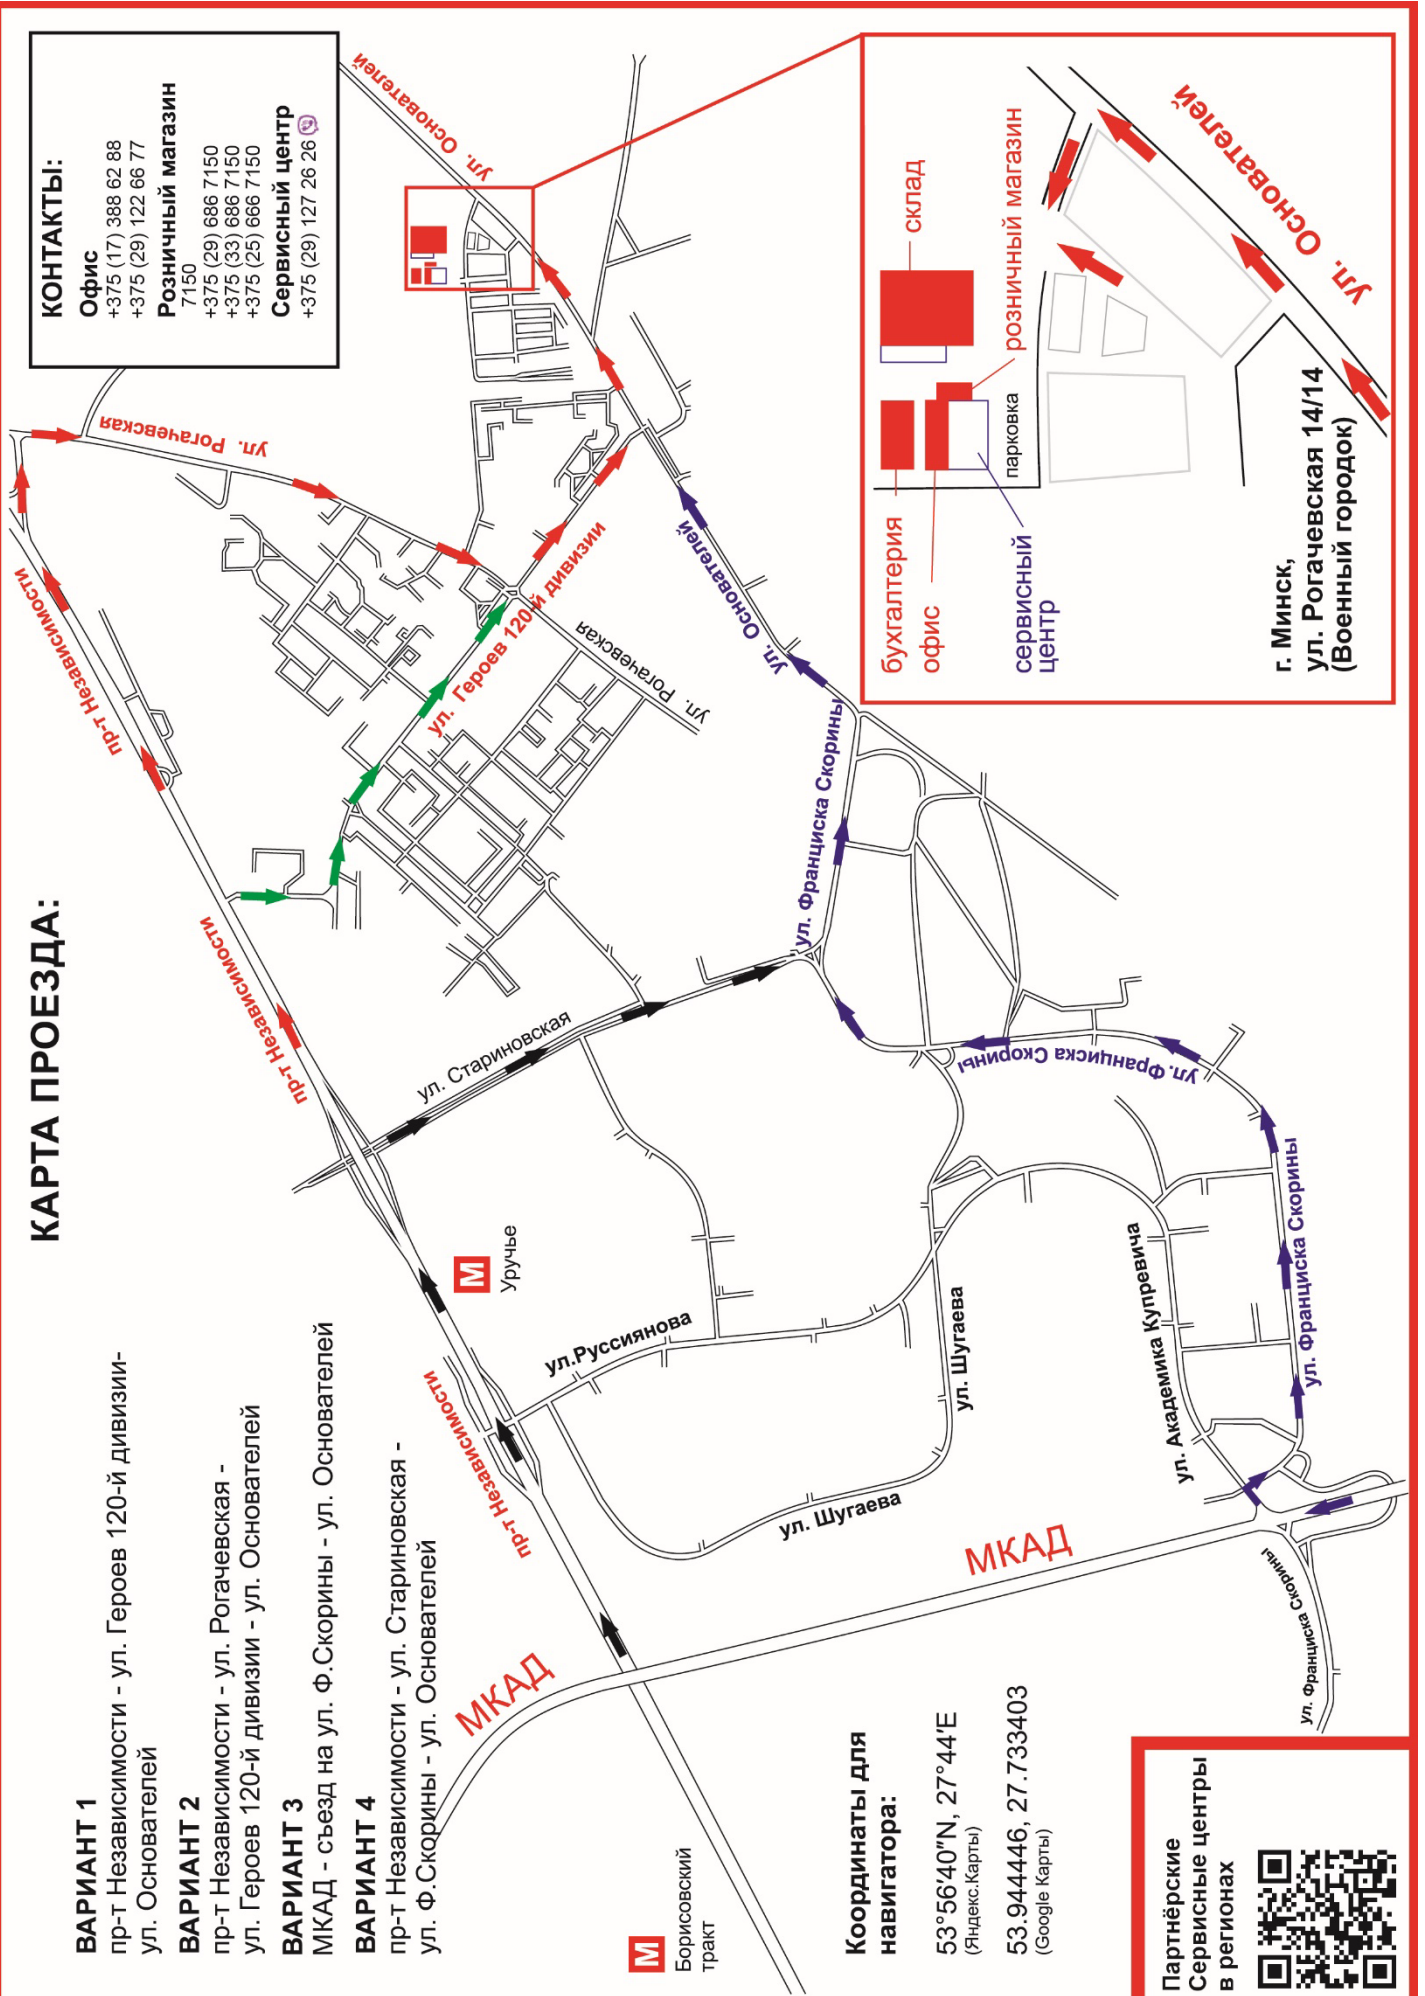 КАРТА ПРОЕЗДА:
ВАРИАНТ 1
пр-т Независимости - ул. Героев 120-й дивизии-
ул. Основателей
ВАРИАНТ 2
пр-т Независимости - ул. Рогачевская -
ул. Героев 120-й дивизии - ул. Основателей
ВАРИАНТ 3
МКАД - съезд на ул. Ф.Скорины - ул. Основателей
ВАРИАНТ 4
пр-т Независимости - ул. Стариновская -
ул. Ф.Скорины - ул. Основателей
КОНТАКТЫ:
Офис
+375 (17) 388 62 88
+375 (29) 122 66 77
Розничный магазин
7150
+375 (29) 686 7150
+375 (33) 686 7150
+375 (25) 666 7150
Сервисный центр
+375 (29) 127 26 26
М
Борисовский
тракт
М
Уручье
МКАД
МКАД
пр-т Независимости
пр-т Независимости
пр-т Независимости
пр-т Независимости
ул. Рогачевская
ул. Героев 120-й дивизии
ул. Рогачевская
ул. Основателей
ул. Основателей
ул. Стариновская
ул.Руссиянова
ул. Шугаева
ул. Шугаева
ул. Академика Купревича
ул. Франциска Скорины
ул. Франциска Скорины
ул. Франциска Скорины
ул. Франциска Скорины
Скорины
бухгалтерия
офис
сервисный
центр
парковка
склад
розничный магазин
ул. Основателей
г. Минск,
ул. Рогачевская 14/14
(Военный городок)
Координаты для
навигатора:
53°56'40"N, 27°44'E
(Яндекс.Карты)
53.944446, 27.733403
(Google Карты)
Партнёрские
Сервисные центры
в регионах